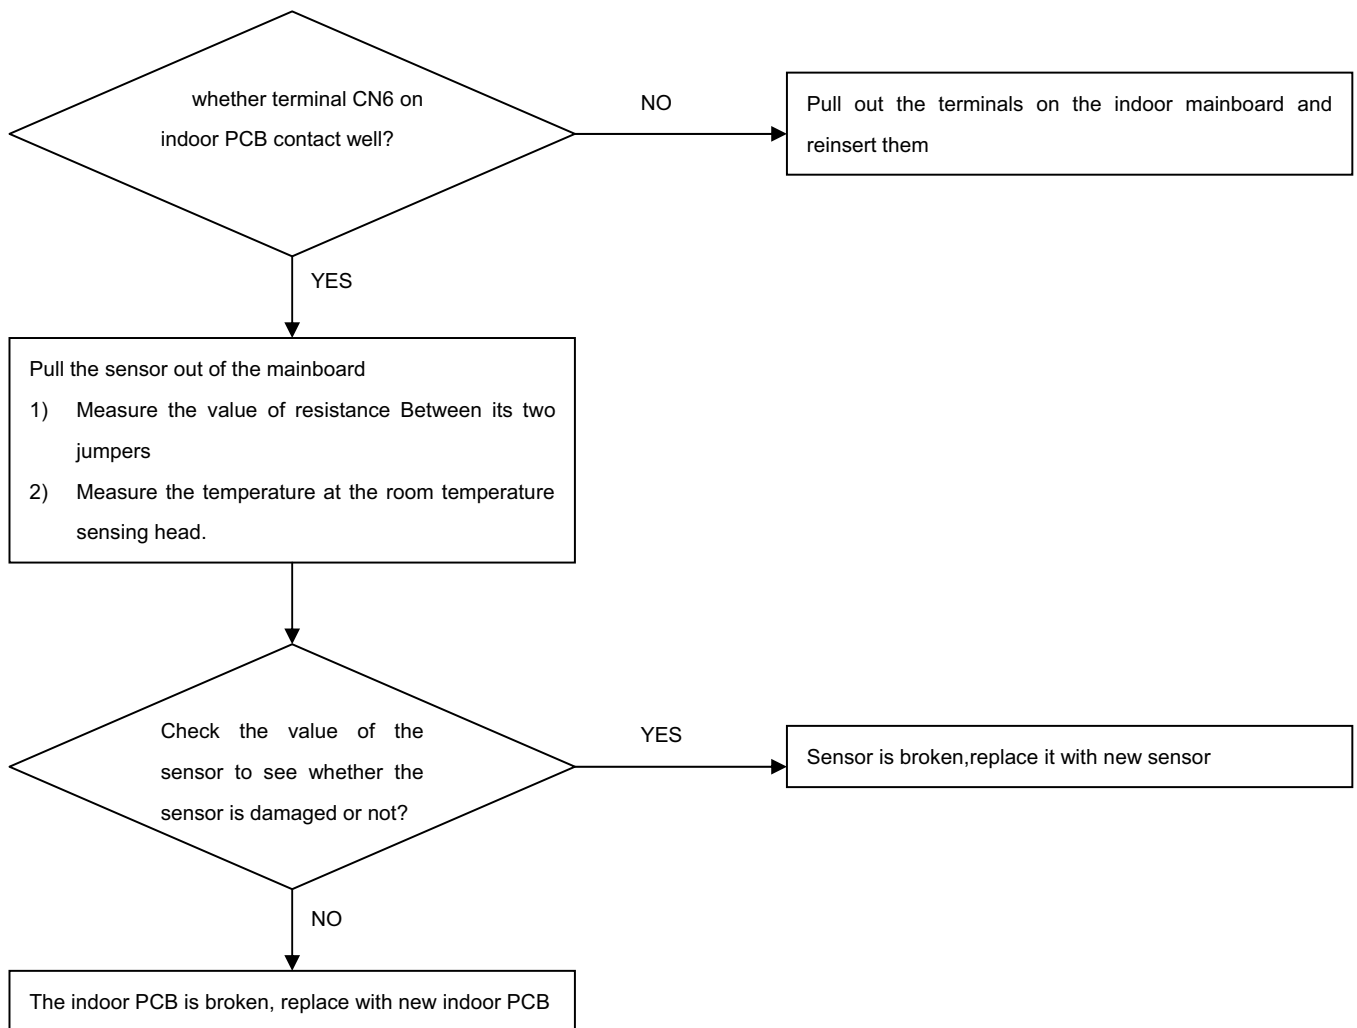 whether terminal CN6 on
indoor PCB contact well?
NO
Pull out the terminals on the indoor mainboard and
reinsert them
YES
Pull the sensor out of the mainboard
1) Measure the value of resistance Between its two
jumpers
2) Measure the temperature at the room temperature
sensing head.
Check the value of the
sensor to see whether the
sensor is damaged or not?
YES
Sensor is broken,replace it with new sensor
NO
The indoor PCB is broken, replace with new indoor PCB